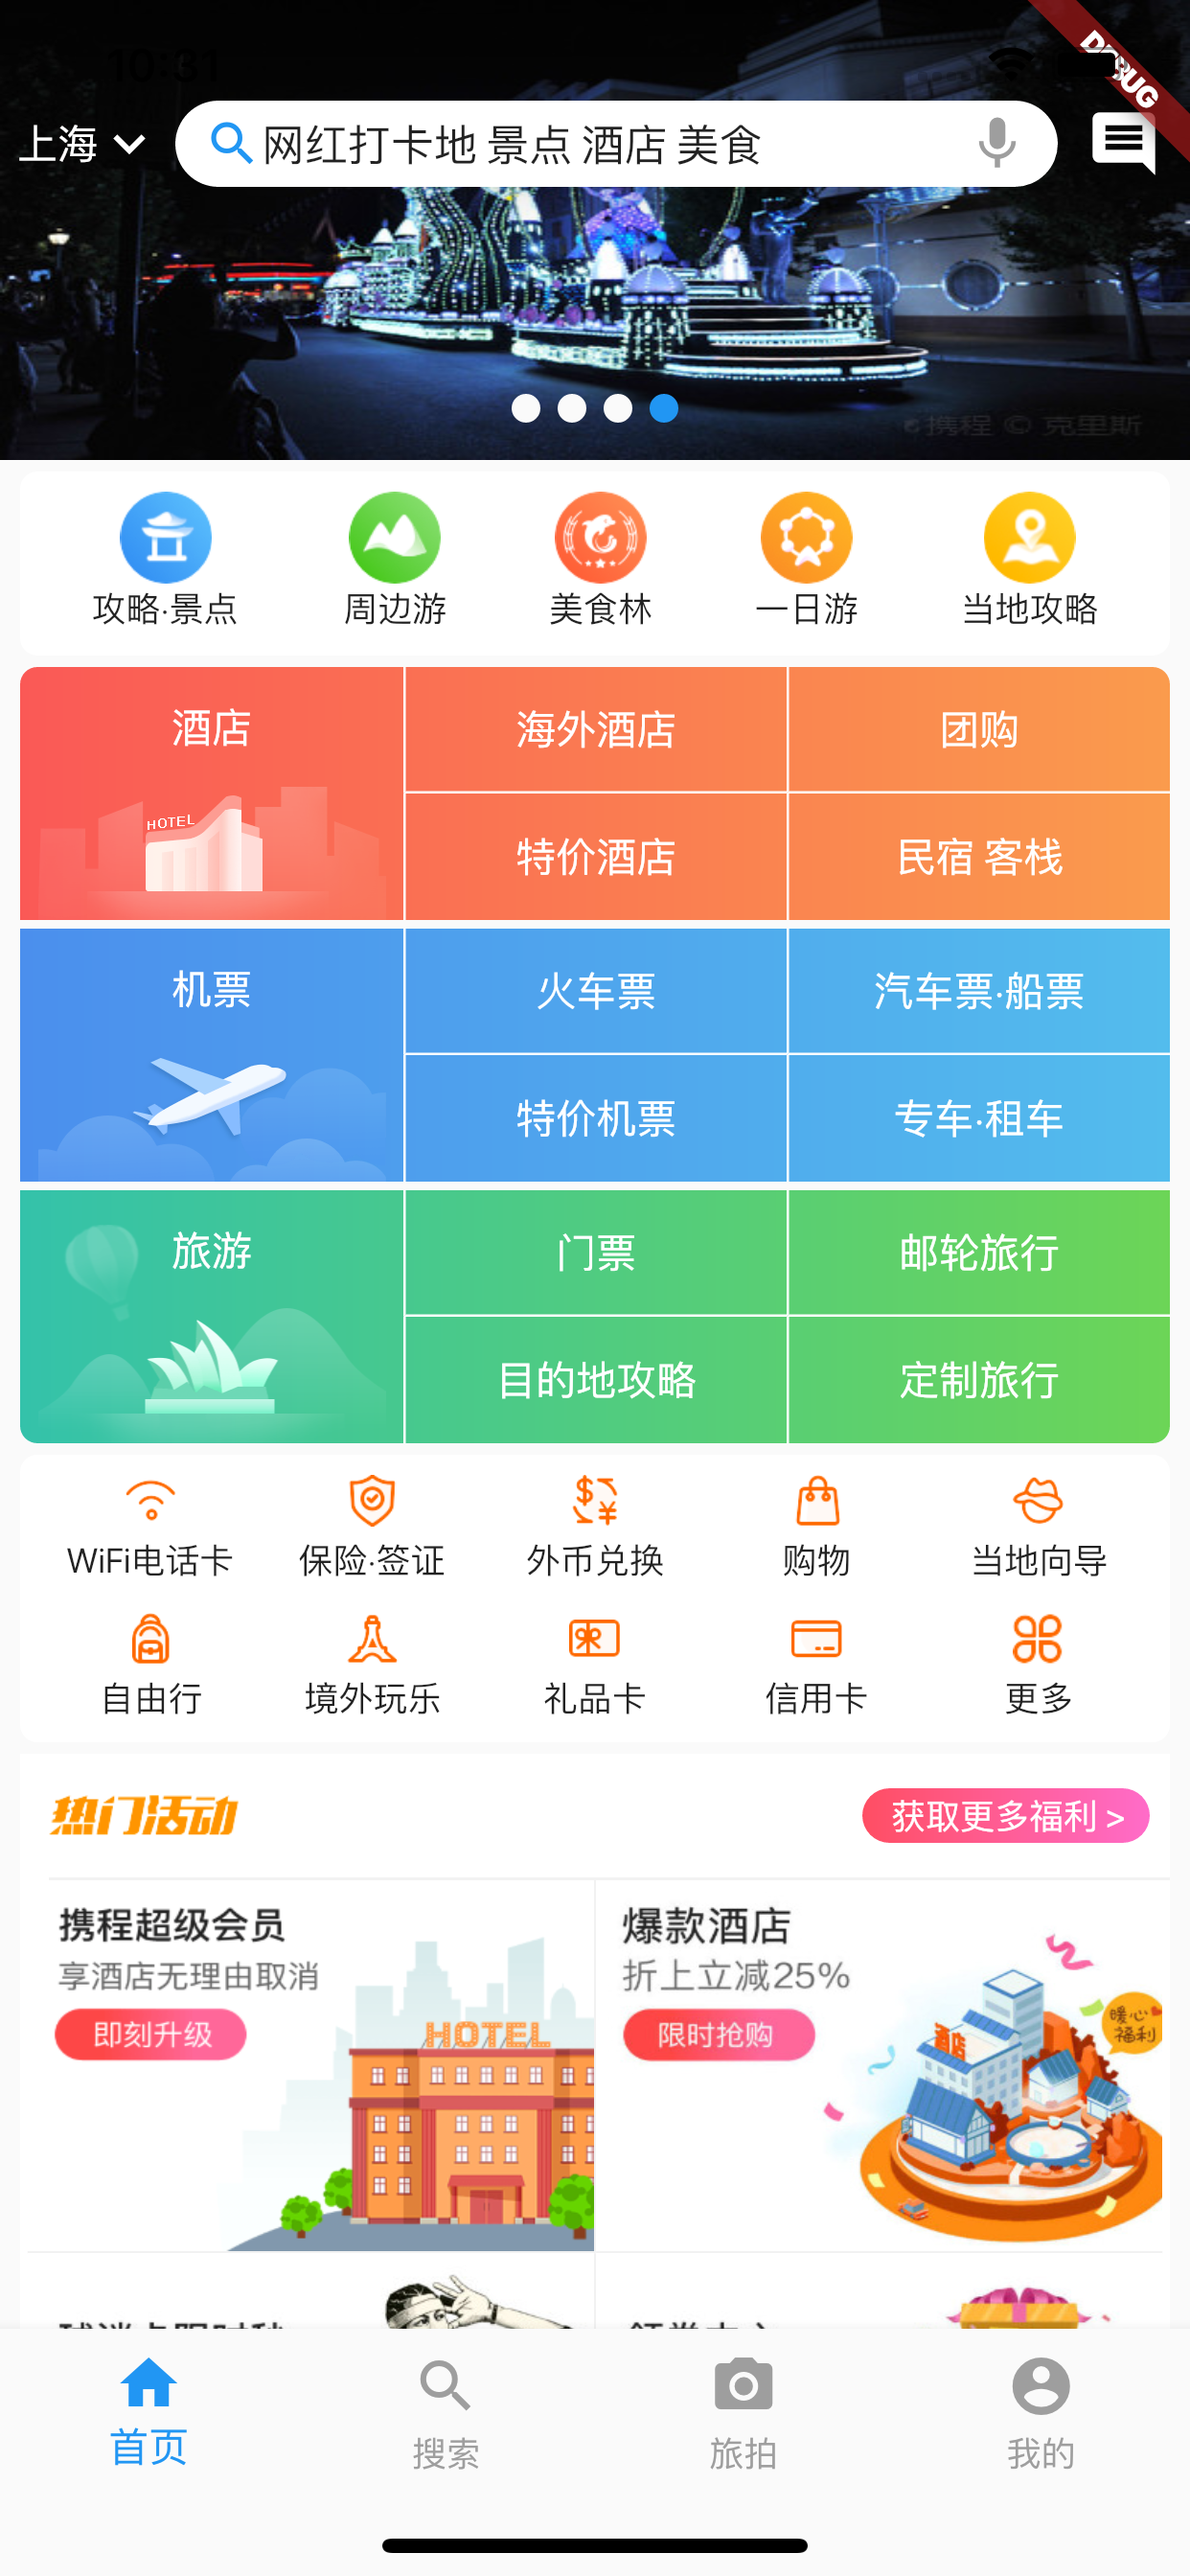 10:31
DEBUG
上海
网红打卡地 景点 酒店 美食
携程 © 克里斯
攻略·景点 周边游 美食林 一日游 当地攻略
酒店 海外酒店 团购
HOTEL
特价酒店 民宿 客栈
机票 火车票 汽车票·船票
特价机票 专车·租车
旅游 门票 邮轮旅行
目的地攻略 定制旅行
WiFi电话卡 保险·签证 外币兑换 购物 当地向导
自由行 境外玩乐 礼品卡 信用卡 更多
热门活动 获取更多福利 >
携程超级会员
享酒店无理由取消
即刻升级
HOTEL
爆款酒店
折上立减25%
限时抢购
酒店
暖心
福利
首页 搜索 旅拍 我的